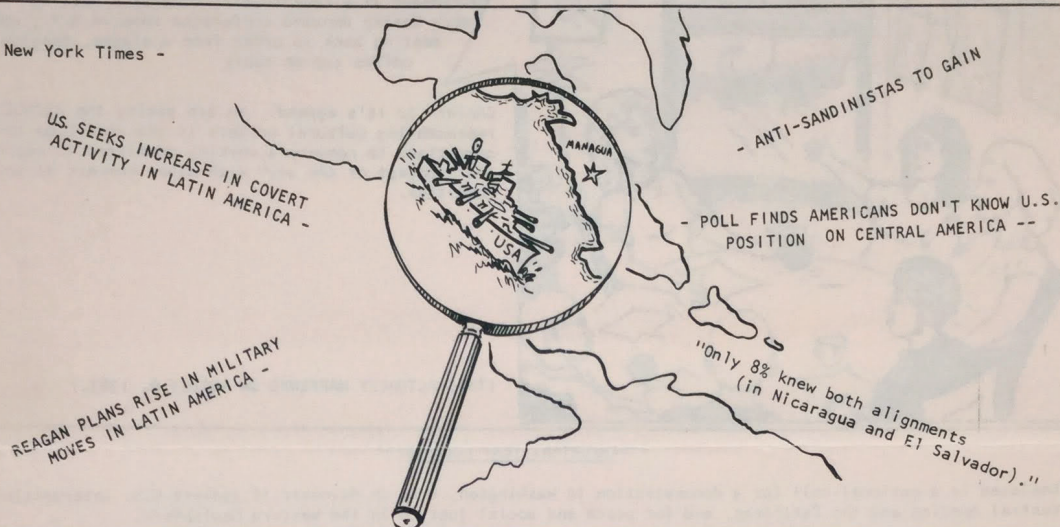 New York Times -
U.S. SEEKS INCREASE IN COVERT
ACTIVITY IN LATIN AMERICA -
MANAGUA
USA
- ANTI-SANDINISTAS TO GAIN
- POLL FINDS AMERICANS DON'T KNOW U.S.
POSITION ON CENTRAL AMERICA --
REAGAN PLANS RISE IN MILITARY
MOVES IN LATIN AMERICA -
"Only 8% knew both alignments
(in Nicaragua and El Salvador)."